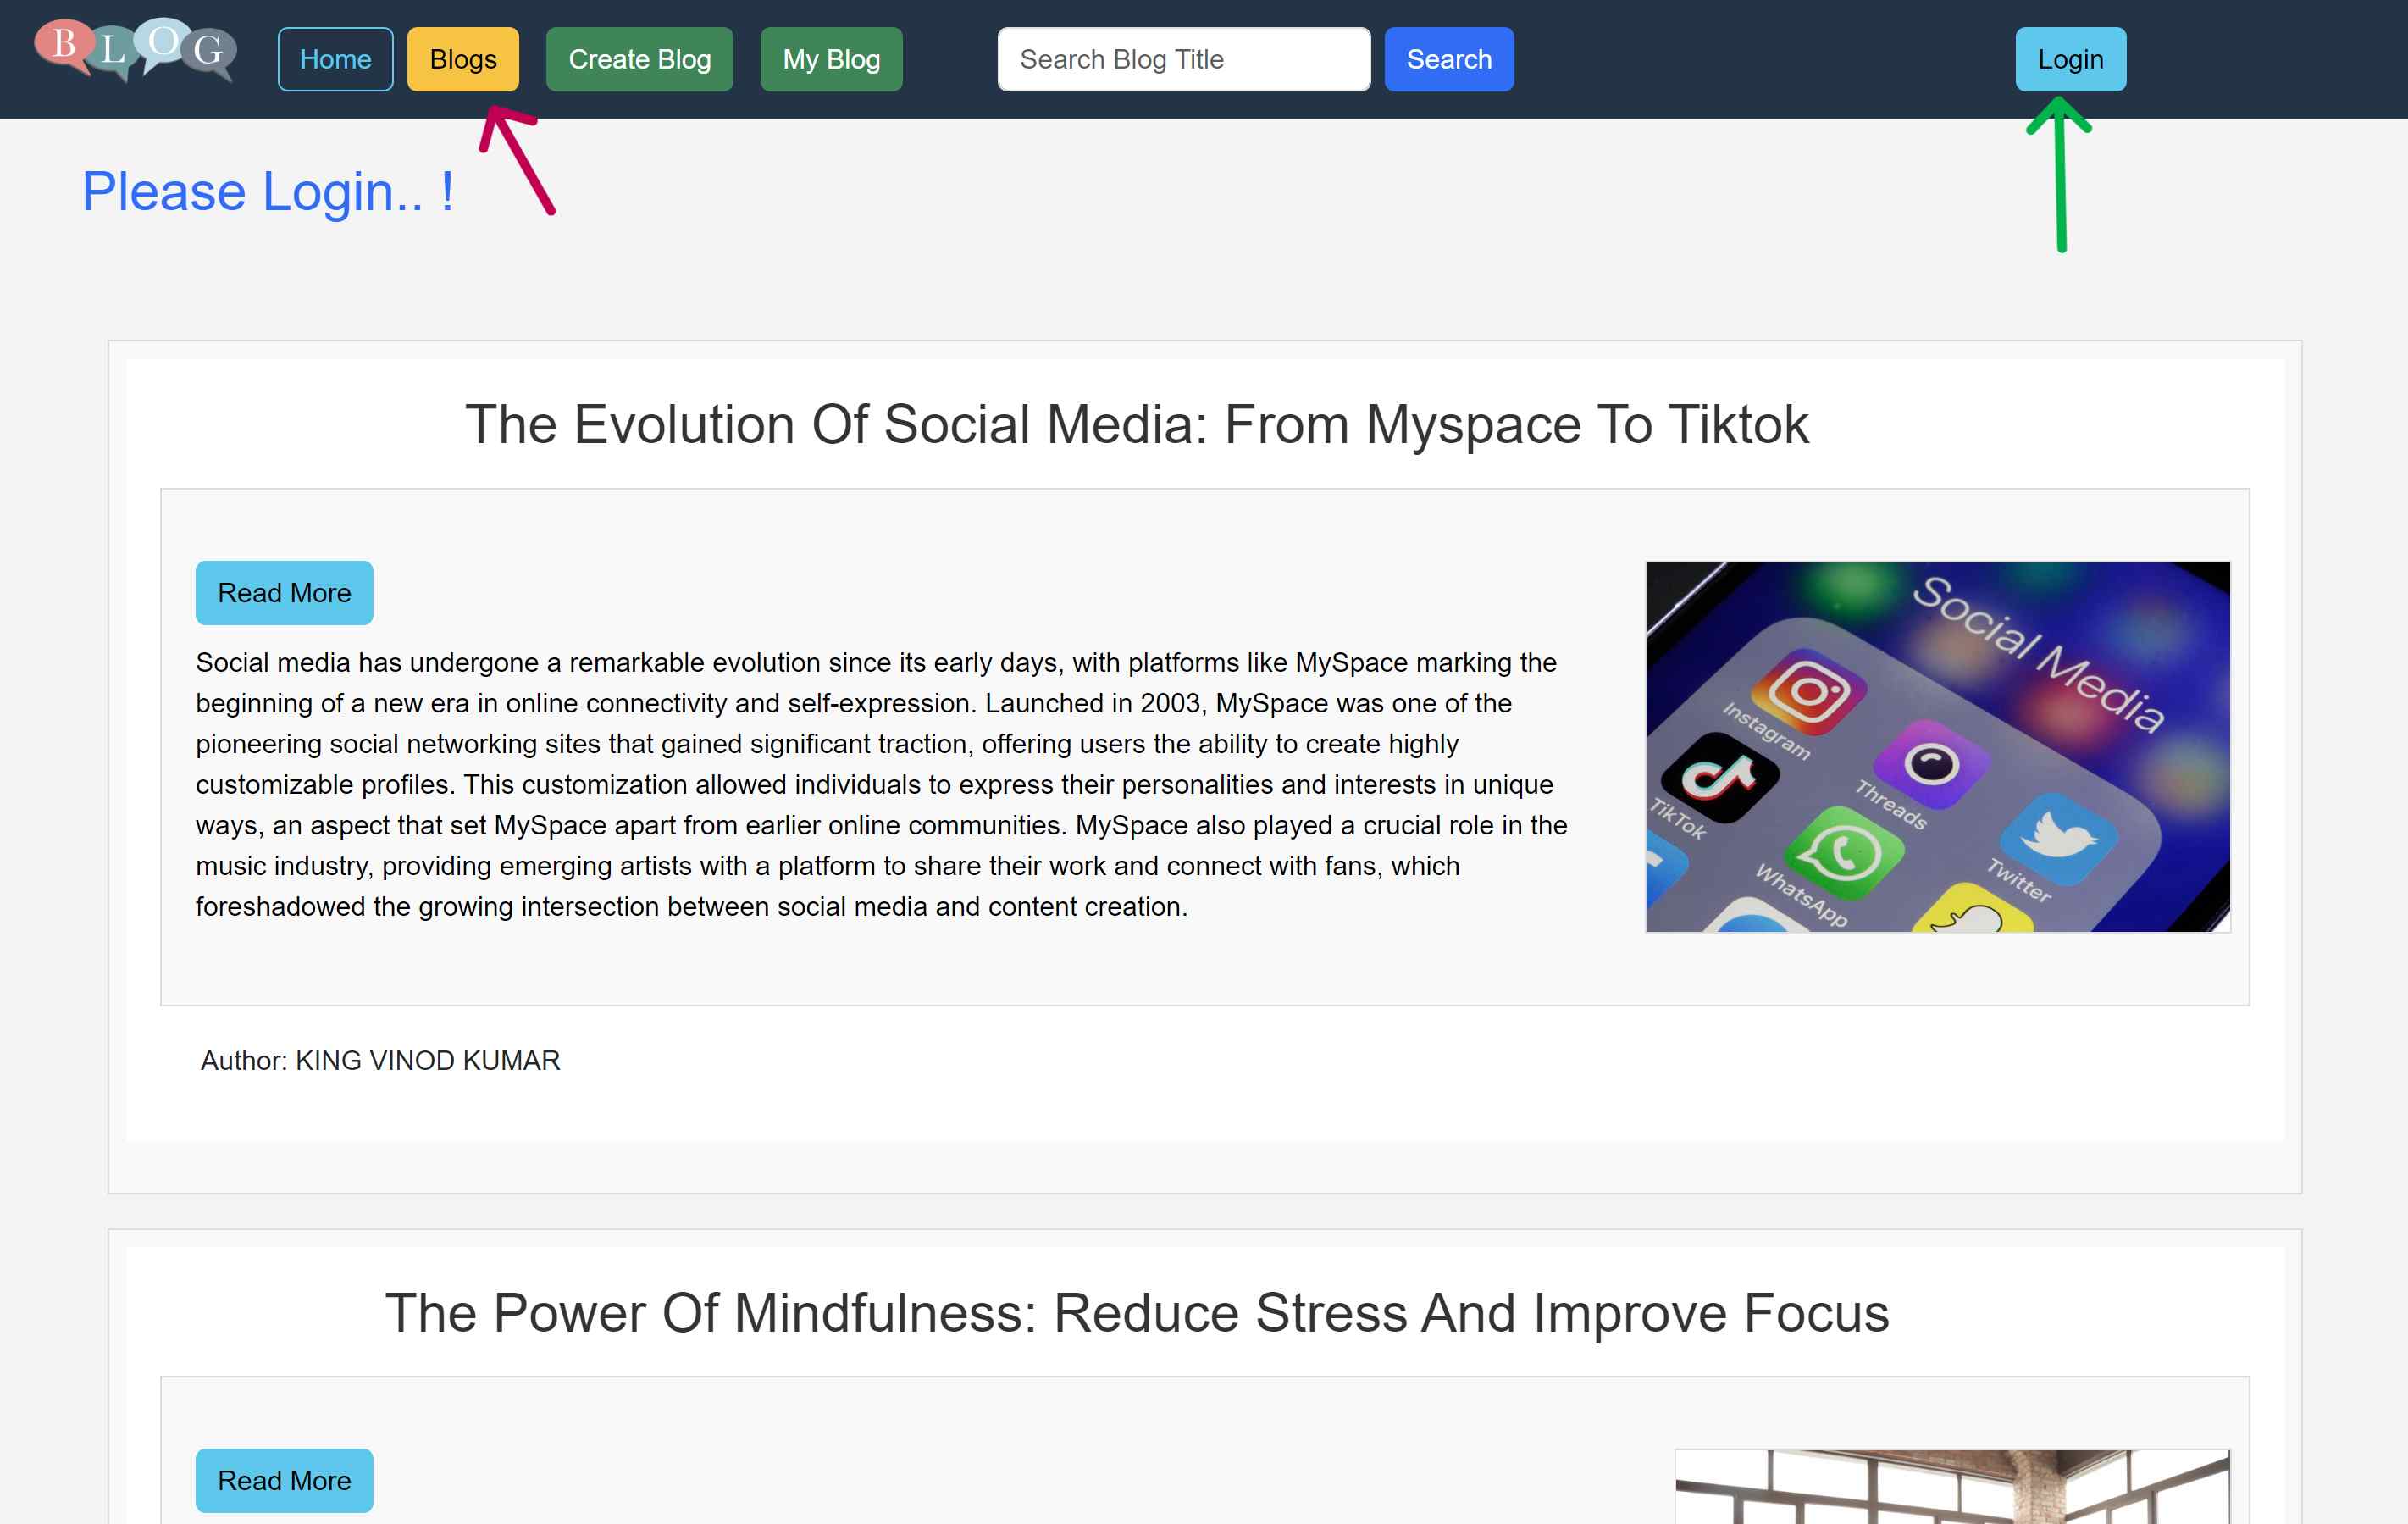 BLOG
Home
Blogs
Create Blog
My Blog
Search Blog Title
Search
Login
Please Login.. !
The Evolution Of Social Media: From Myspace To Tiktok
Read More
Social media has undergone a remarkable evolution since its early days, with platforms like MySpace marking the
beginning of a new era in online connectivity and self-expression. Launched in 2003, MySpace was one of the
pioneering social networking sites that gained significant traction, offering users the ability to create highly
customizable profiles. This customization allowed individuals to express their personalities and interests in unique
ways, an aspect that set MySpace apart from earlier online communities. MySpace also played a crucial role in the
music industry, providing emerging artists with a platform to share their work and connect with fans, which
foreshadowed the growing intersection between social media and content creation.
Social Media
Instagram
Threads
Twitter
TikTok
WhatsApp
Author: KING VINOD KUMAR
The Power Of Mindfulness: Reduce Stress And Improve Focus
Read More